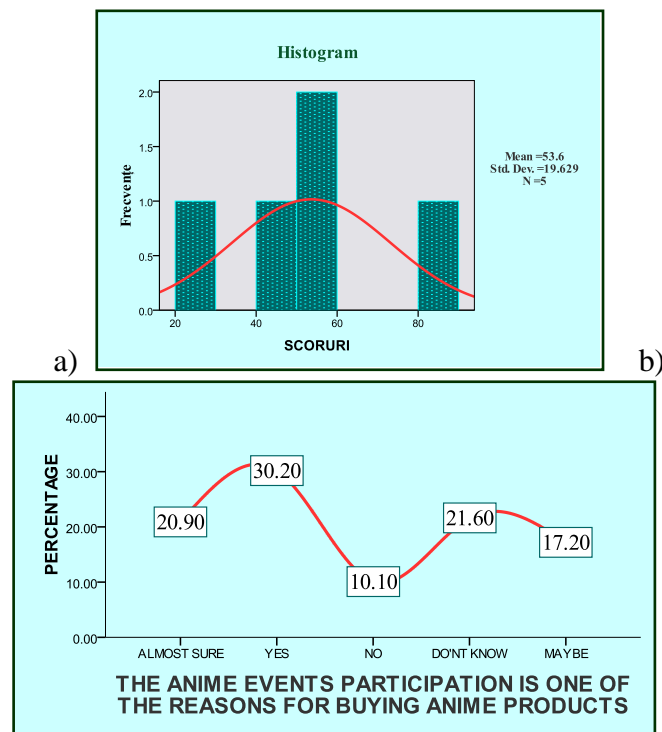 Histogram
2.0
1.5
1.0
0.5
0.0
Frecvenţe
20
40
60
80
SCORURI
Mean =53.6
Std. Dev. =19.629
N =5
a)
b)
40.00
30.00
20.00
10.00
0.00
PERCENTAGE
20.90
30.20
10.10
21.60
17.20
ALMOST SURE
YES
NO
DO'NT KNOW
MAYBE
THE ANIME EVENTS PARTICIPATION IS ONE OF
THE REASONS FOR BUYING ANIME PRODUCTS